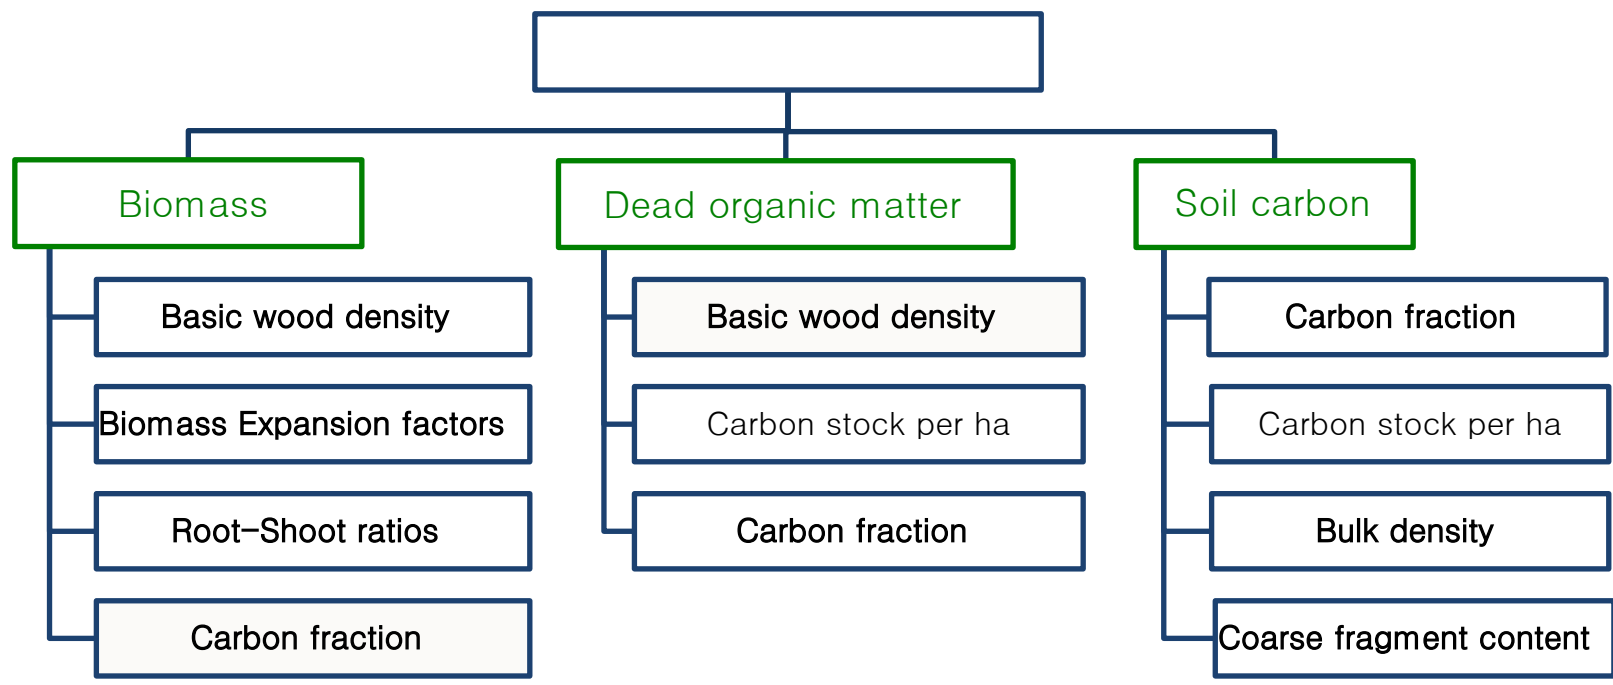 Biomass
Dead organic matter
Soil carbon
Basic wood density
Biomass Expansion factors
Root-Shoot ratios
Carbon fraction
Basic wood density
Carbon stock per ha
Carbon fraction
Carbon fraction
Carbon stock per ha
Bulk density
Coarse fragment content